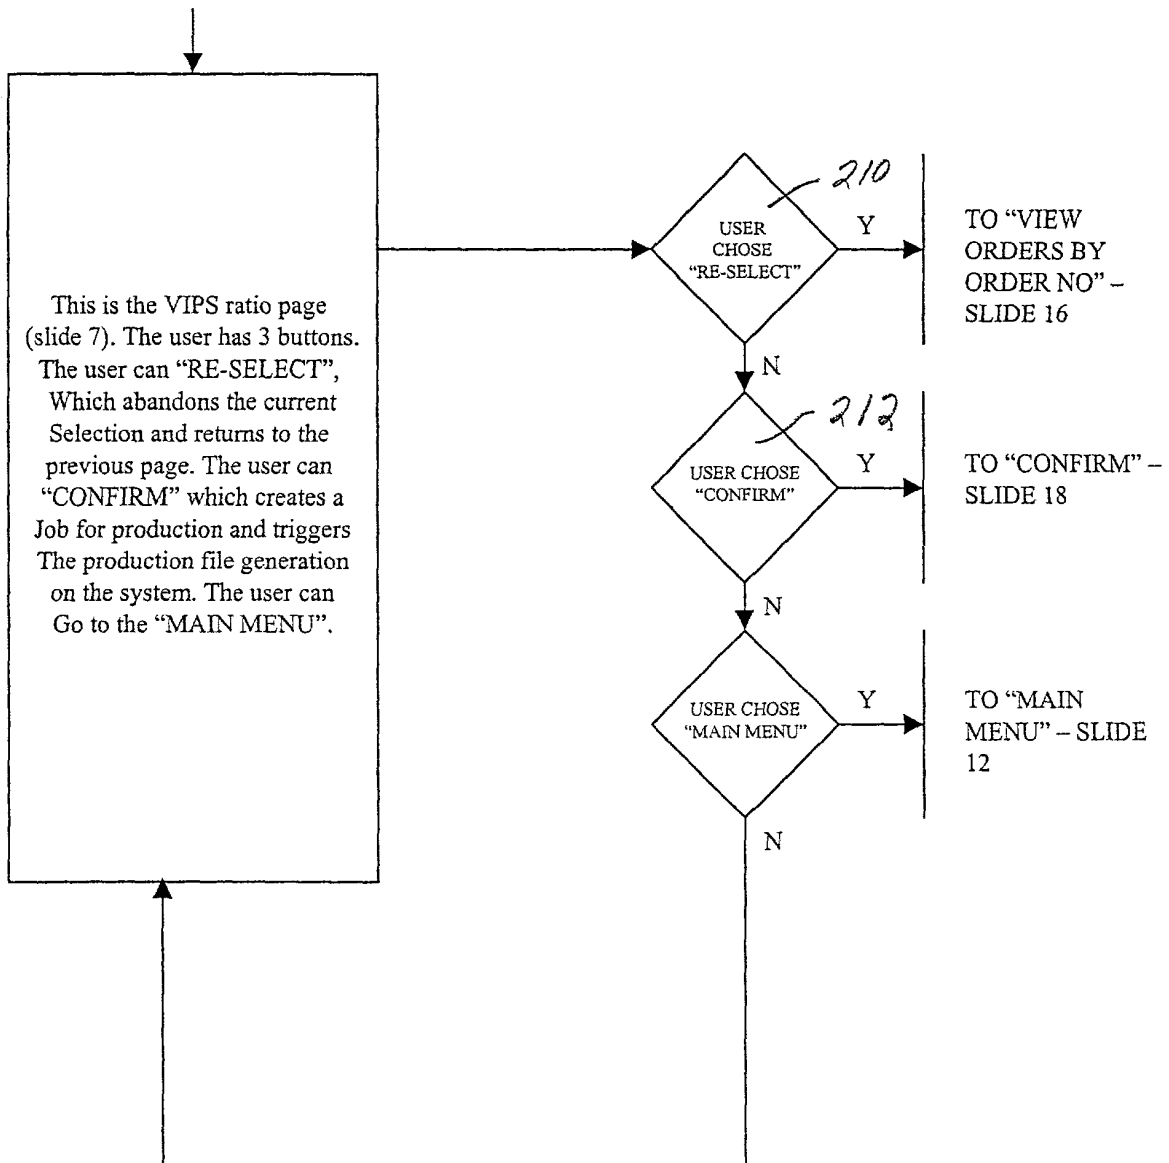 This is the VIPS ratio page
(slide 7). The user has 3 buttons.
The user can “RE-SELECT”,
Which abandons the current
Selection and returns to the
previous page. The user can
“CONFIRM” which creates a
Job for production and triggers
The production file generation
on the system. The user can
Go to the “MAIN MENU”.
210
USER
CHOSE
“RE-SELECT”
Y
TO “VIEW
ORDERS BY
ORDER NO” –
SLIDE 16
N
212
USER CHOSE
“CONFIRM”
Y
TO “CONFIRM” –
SLIDE 18
N
USER CHOSE
“MAIN MENU”
Y
TO “MAIN
MENU” – SLIDE
12
N